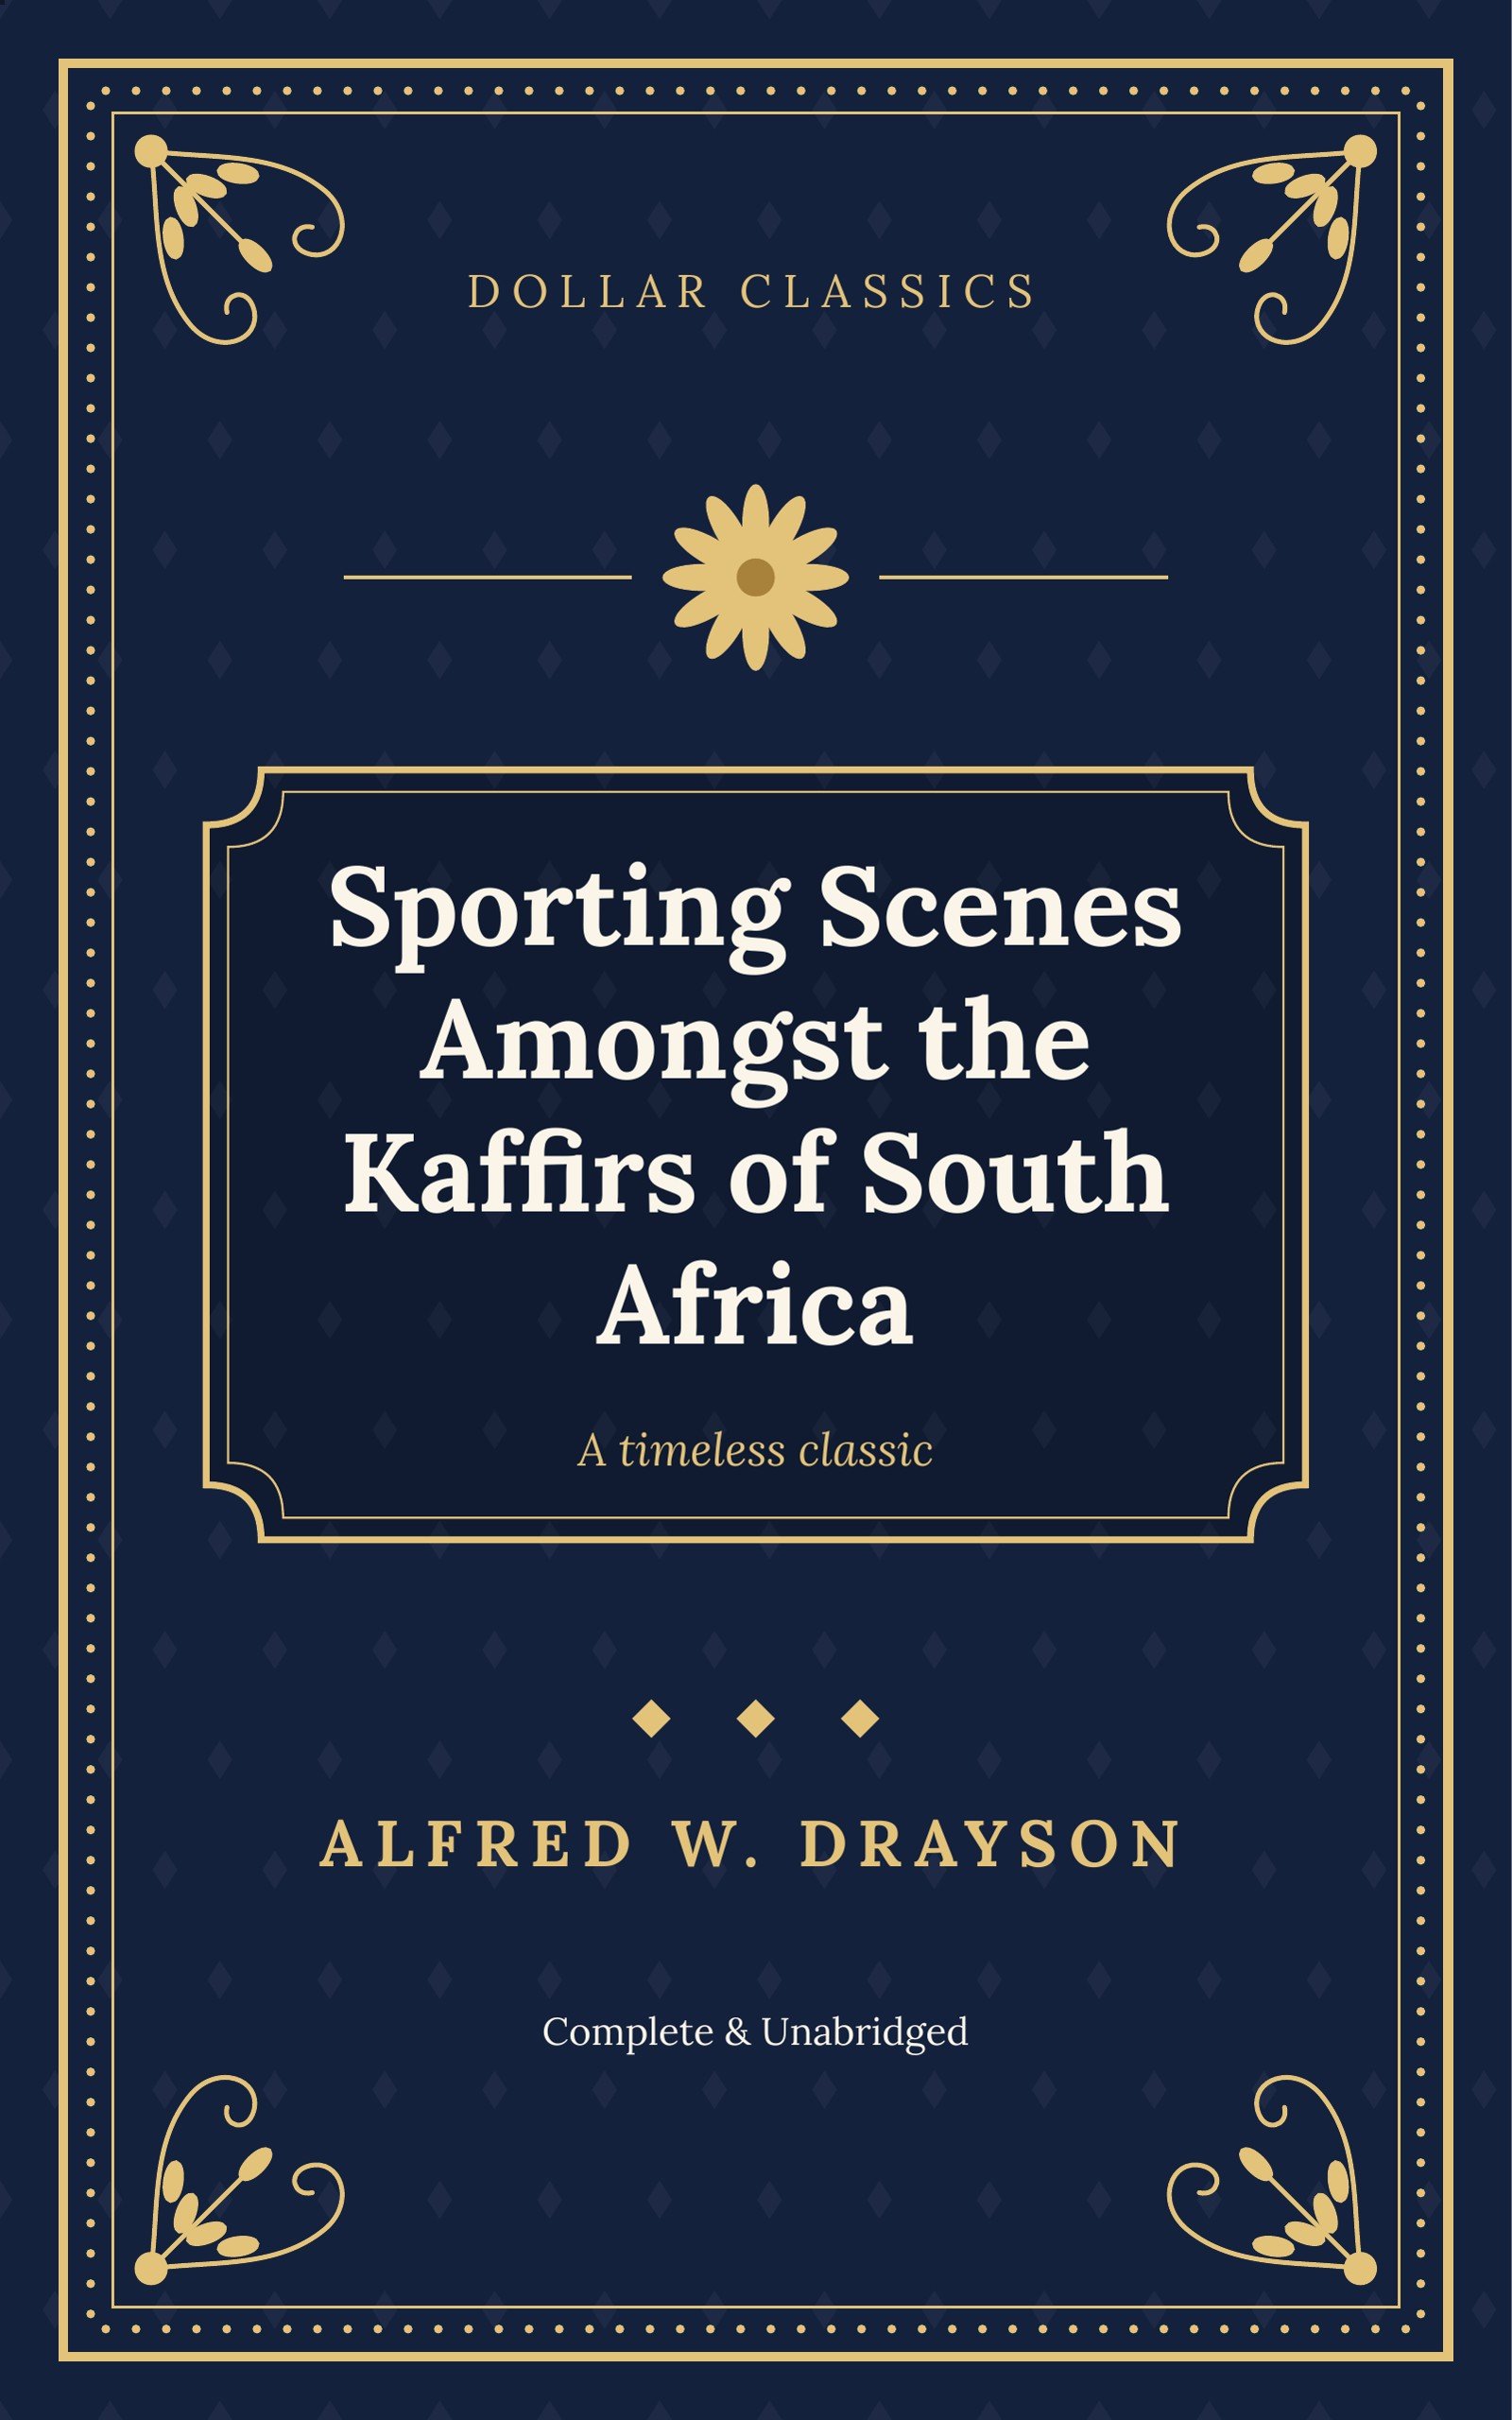 DOLLAR CLASSICS
Sporting Scenes
Amongst the
Kaffirs of South
Africa
A timeless classic
ALFRED W. DRAYSON
Complete & Unabridged